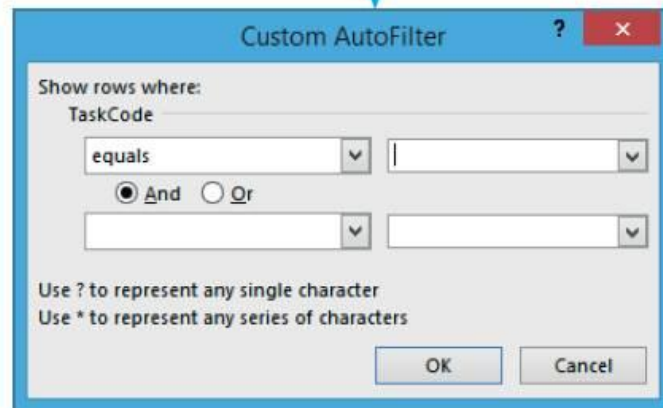 Custom AutoFilter ? ×
Show rows where:
TaskCode
equals
And Or
Use ? to represent any single character
Use * to represent any series of characters
OK Cancel